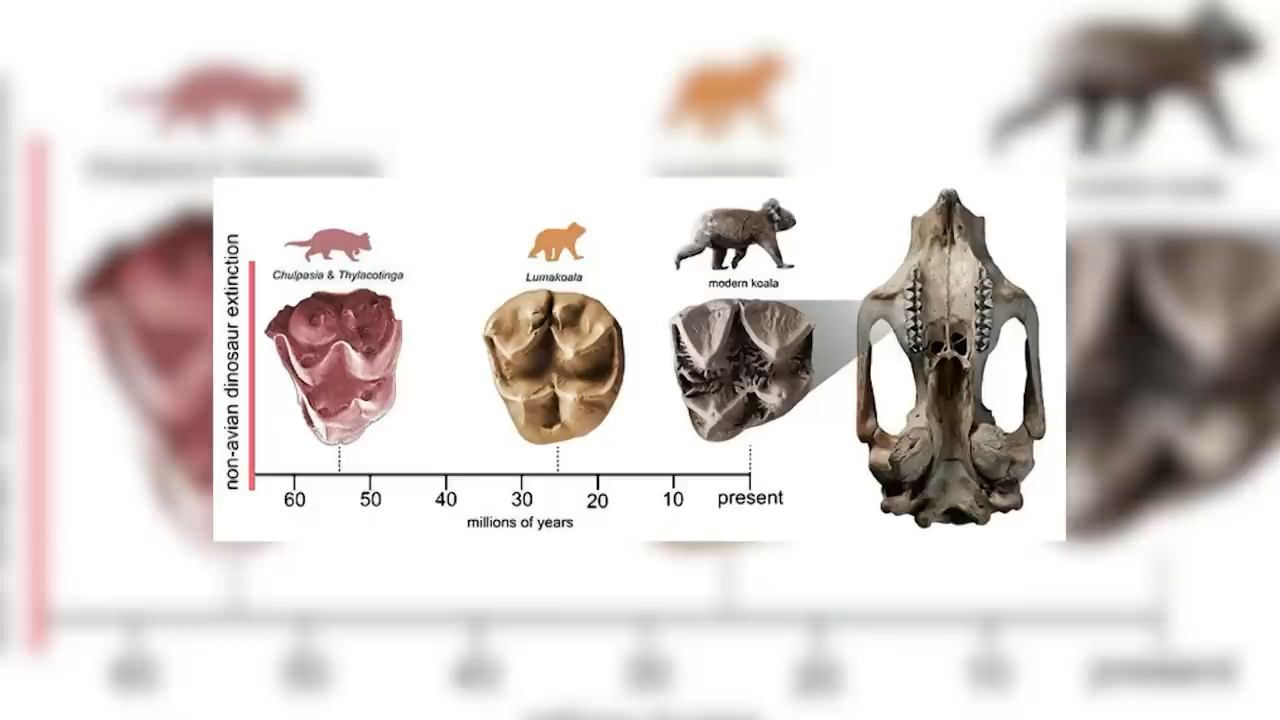 non-avian dinosaur extinction
Chulpasia & Thylacotinga
Lumakoala
modern koala
60 50 40 30 20 10 present
millions of years